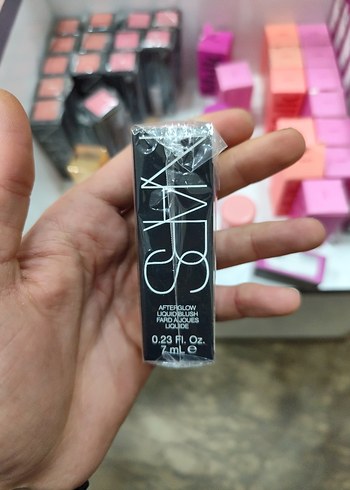 NARS
AFTERGLOW
LIQUID BLUSH
FARD À JOUES
LIQUIDE
0.23 Fl. Oz.
7 mL ℮